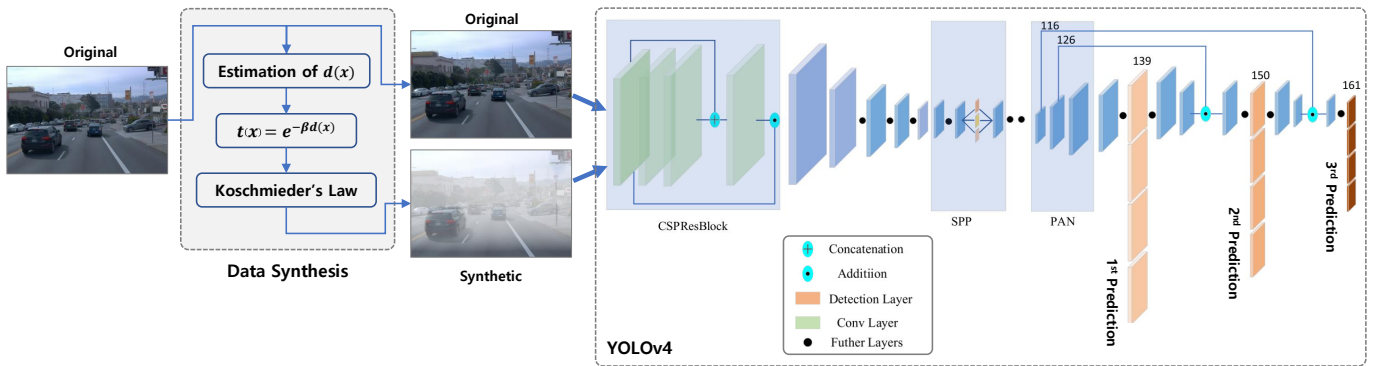 Original
Estimation of d(x)
t(x) = e^{-βd(x)}
Koschmieder's Law
Data Synthesis
Original
Synthetic
CSPResBlock
SPP
PAN
116
126
139
150
161
1st Prediction
2nd Prediction
3rd Prediction
Concatenation
Additiion
Detection Layer
Conv Layer
Futher Layers
YOLOv4